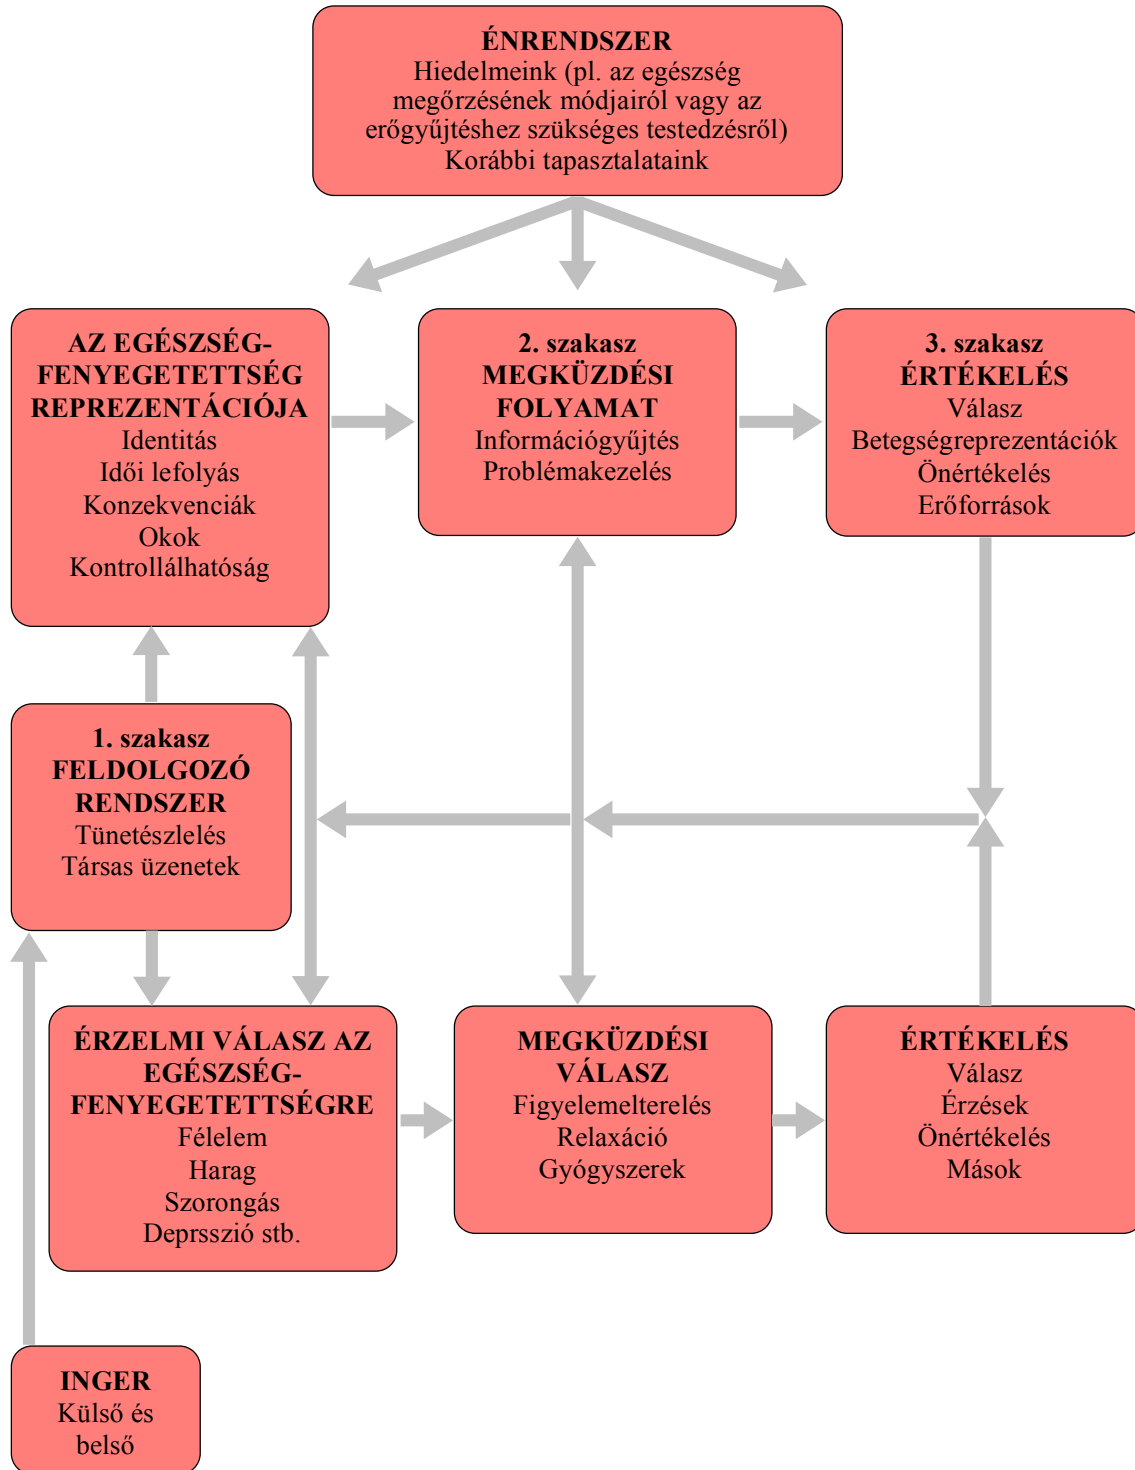 ÉNRENDSZER
Hiedelmeink (pl. az egészség
megőrzésének módjairól vagy az
erőgyűjtéshez szükséges testedzésről)
Korábbi tapasztalataink
AZ EGÉSZSÉG-
FENYEGETETTSÉG
REPREZENTÁCIÓJA
Identitás
Idői lefolyás
Konzekvenciák
Okok
Kontrollálhatóság
2. szakasz
MEGKÜZDÉSI
FOLYAMAT
Információgyűjtés
Problémakezelés
3. szakasz
ÉRTÉKELÉS
Válasz
Betegségreprezentációk
Önértékelés
Erőforrások
1. szakasz
FELDOLGOZÓ
RENDSZER
Tünetészlelés
Társas üzenetek
ÉRZELMI VÁLASZ AZ
EGÉSZSÉG-
FENYEGETETTSÉGRE
Félelem
Harag
Szorongás
Deprsszió stb.
MEGKÜZDÉSI
VÁLASZ
Figyelemelterelés
Relaxáció
Gyógyszerek
ÉRTÉKELÉS
Válasz
Érzések
Önértékelés
Mások
INGER
Külső és
belső